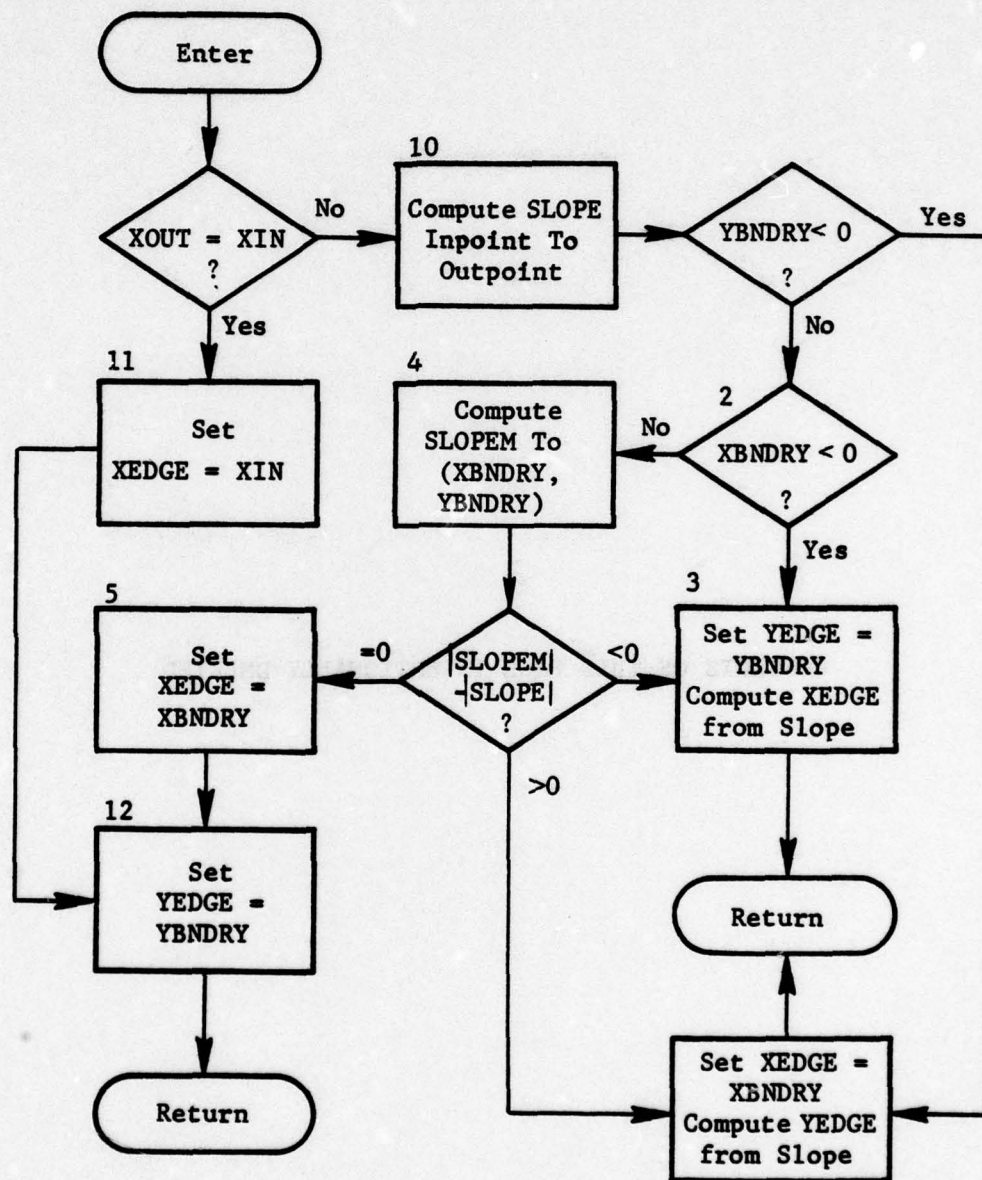 Enter
XOUT = XIN
?
No
Yes
10
Compute SLOPE
Inpoint To
Outpoint
YBNDRY< 0
?
Yes
No
11
Set
XEDGE = XIN
4
Compute
SLOPEM To
(XBNDRY,
YBNDRY)
2
XBNDRY < 0
?
No
Yes
5
Set
XEDGE =
XBNDRY
=0
|SLOPEM|
-|SLOPE|
?
<0
>0
3
Set YEDGE =
YBNDRY
Compute XEDGE
from Slope
12
Set
YEDGE =
YBNDRY
Return
Return
Set XEDGE =
XBNDRY
Compute YEDGE
from Slope